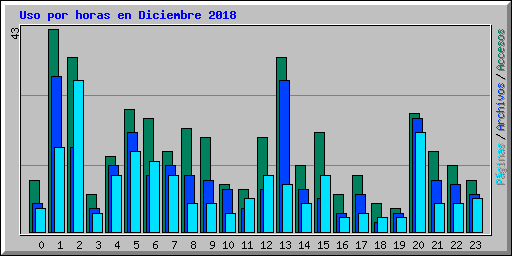 Uso por horas en Diciembre 2018
43
Páginas / Archivos / Accesos
0 1 2 3 4 5 6 7 8 9 10 11 12 13 14 15 16 17 18 19 20 21 22 23